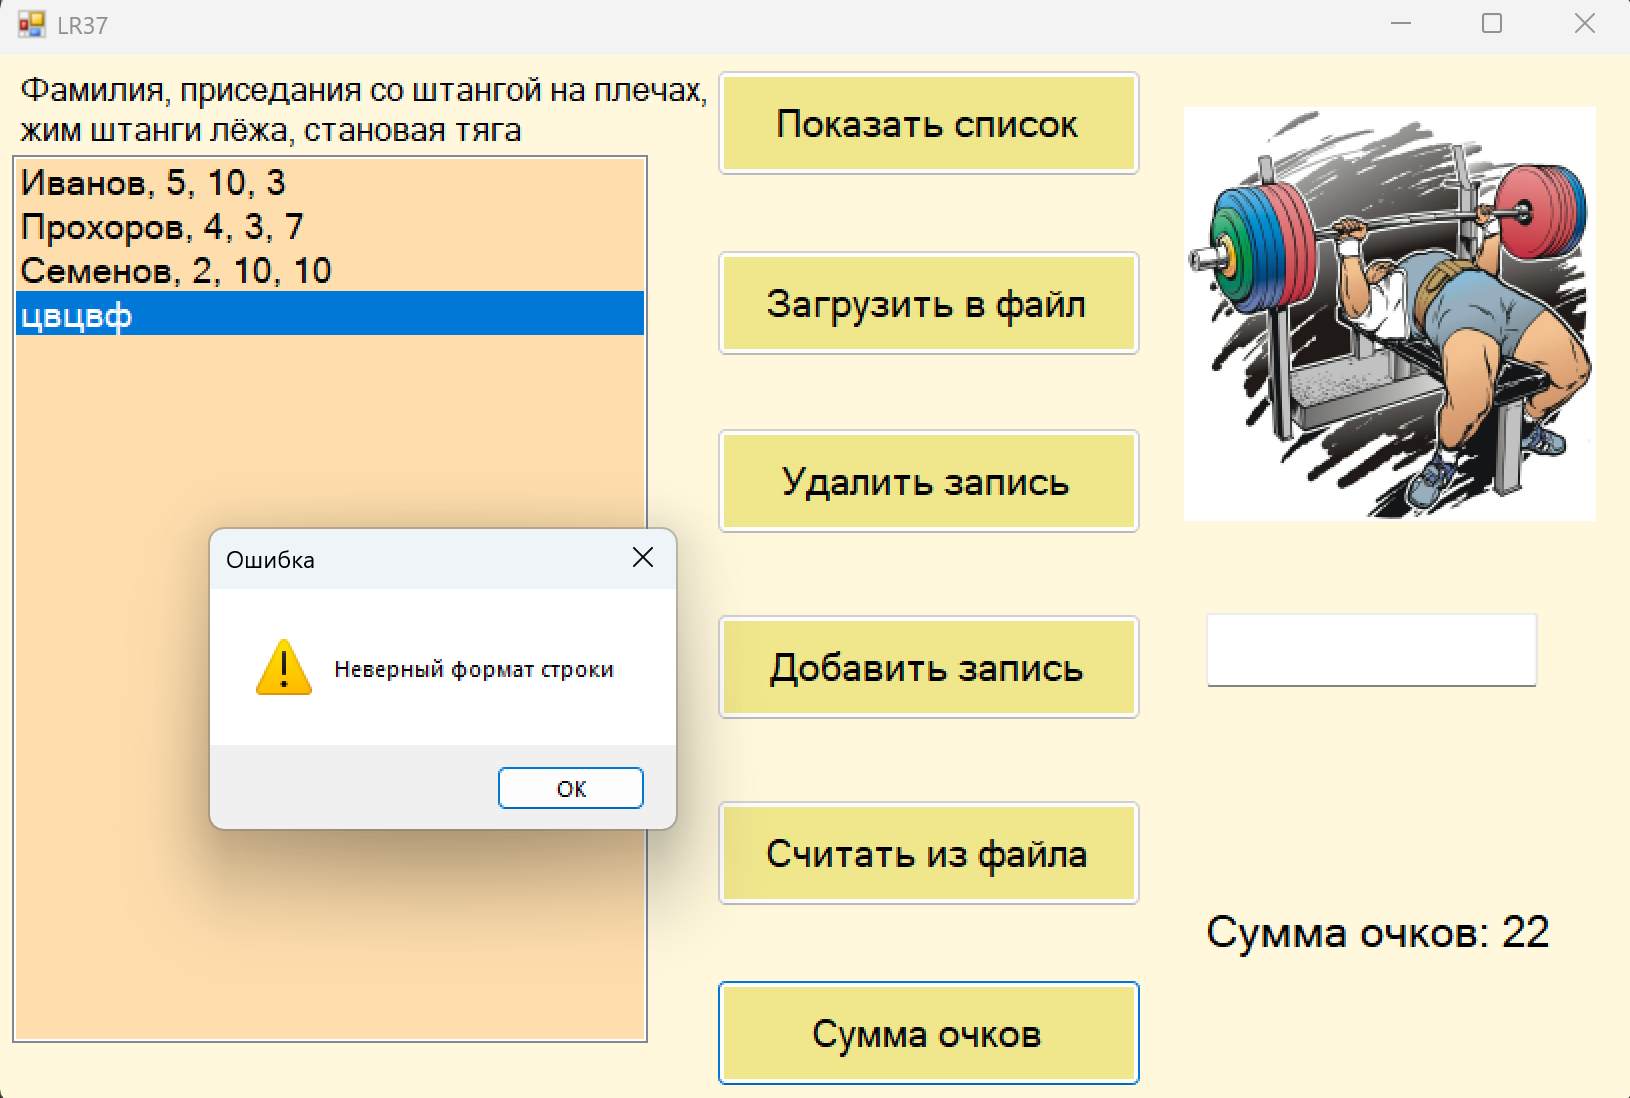 LR37
Фамилия, приседания со штангой на плечах,
жим штанги лёжа, становая тяга
Иванов, 5, 10, 3
Прохоров, 4, 3, 7
Семенов, 2, 10, 10
цвцвф
Показать список
Загрузить в файл
Удалить запись
Добавить запись
Считать из файла
Сумма очков
Сумма очков: 22
Ошибка
Неверный формат строки
ОК